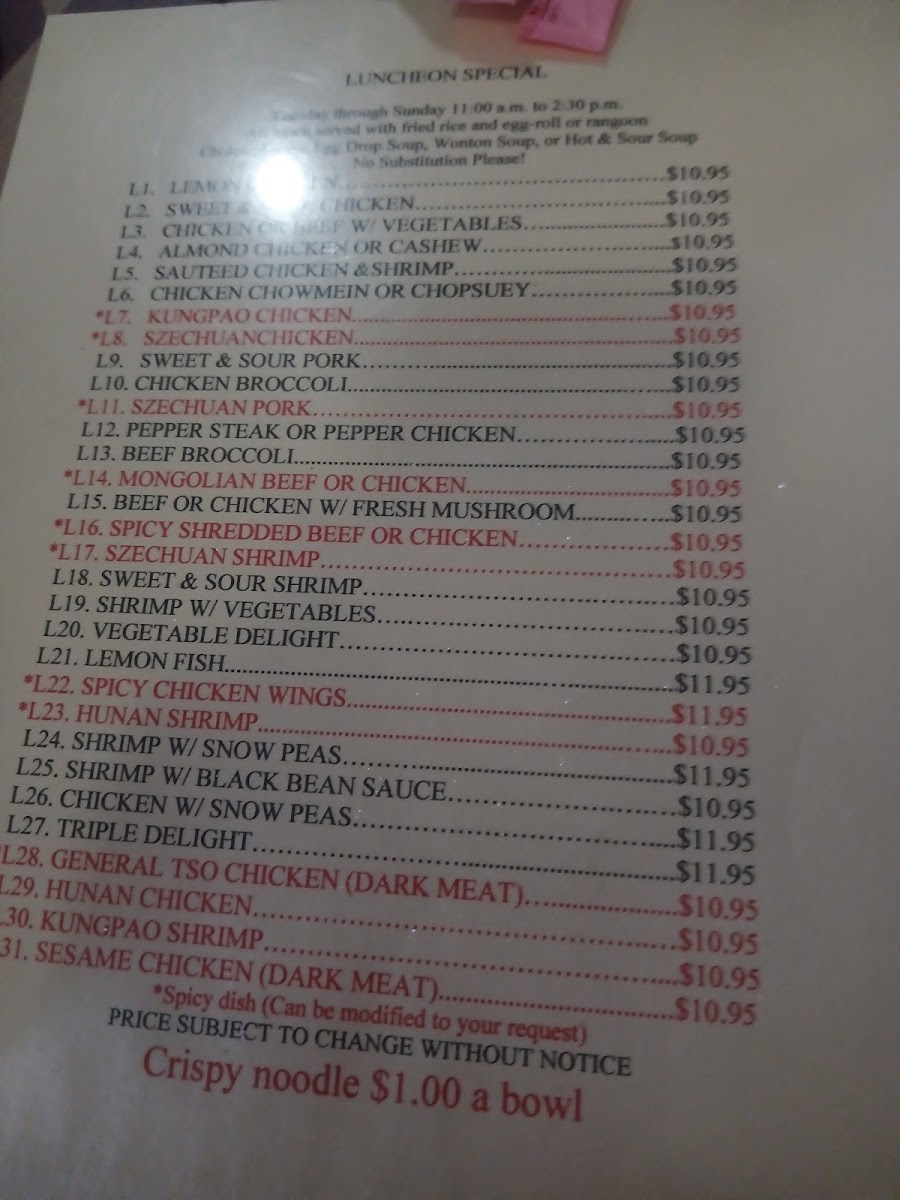 LUNCHEON SPECIAL
through Sunday 11:00 a.m. to 2:30 p.m.
served with fried rice and egg-roll or rangoon
Egg Drop Soup, Wonton Soup, or Hot & Sour Soup
No Substitution Please!
L1. LEMON $10.95
L2. SWEET & CHICKEN $10.95
L3. CHICKEN OR BEEF W/ VEGETABLES $10.95
L4. ALMOND CHICKEN OR CASHEW $10.95
L5. SAUTEED CHICKEN & SHRIMP $10.95
L6. CHICKEN CHOWMEIN OR CHOPSUEY $10.95
*L7. KUNGPAO CHICKEN $10.95
*L8. SZECHUANCHICKEN $10.95
L9. SWEET & SOUR PORK $10.95
L10. CHICKEN BROCCOLI $10.95
*L11. SZECHUAN PORK $10.95
L12. PEPPER STEAK OR PEPPER CHICKEN $10.95
L13. BEEF BROCCOLI $10.95
*L14. MONGOLIAN BEEF OR CHICKEN $10.95
L15. BEEF OR CHICKEN W/ FRESH MUSHROOM $10.95
*L16. SPICY SHREDDED BEEF OR CHICKEN $10.95
*L17. SZECHUAN SHRIMP $10.95
L18. SWEET & SOUR SHRIMP $10.95
L19. SHRIMP W/ VEGETABLES $10.95
L20. VEGETABLE DELIGHT $10.95
L21. LEMON FISH $11.95
*L22. SPICY CHICKEN WINGS $11.95
*L23. HUNAN SHRIMP $10.95
L24. SHRIMP W/ SNOW PEAS $11.95
L25. SHRIMP W/ BLACK BEAN SAUCE $10.95
L26. CHICKEN W/ SNOW PEAS $11.95
L27. TRIPLE DELIGHT $11.95
*L28. GENERAL TSO CHICKEN (DARK MEAT) $10.95
L29. HUNAN CHICKEN $10.95
L30. KUNGPAO SHRIMP $10.95
31. SESAME CHICKEN (DARK MEAT) $10.95
*Spicy dish (Can be modified to your request)
PRICE SUBJECT TO CHANGE WITHOUT NOTICE
Crispy noodle $1.00 a bowl